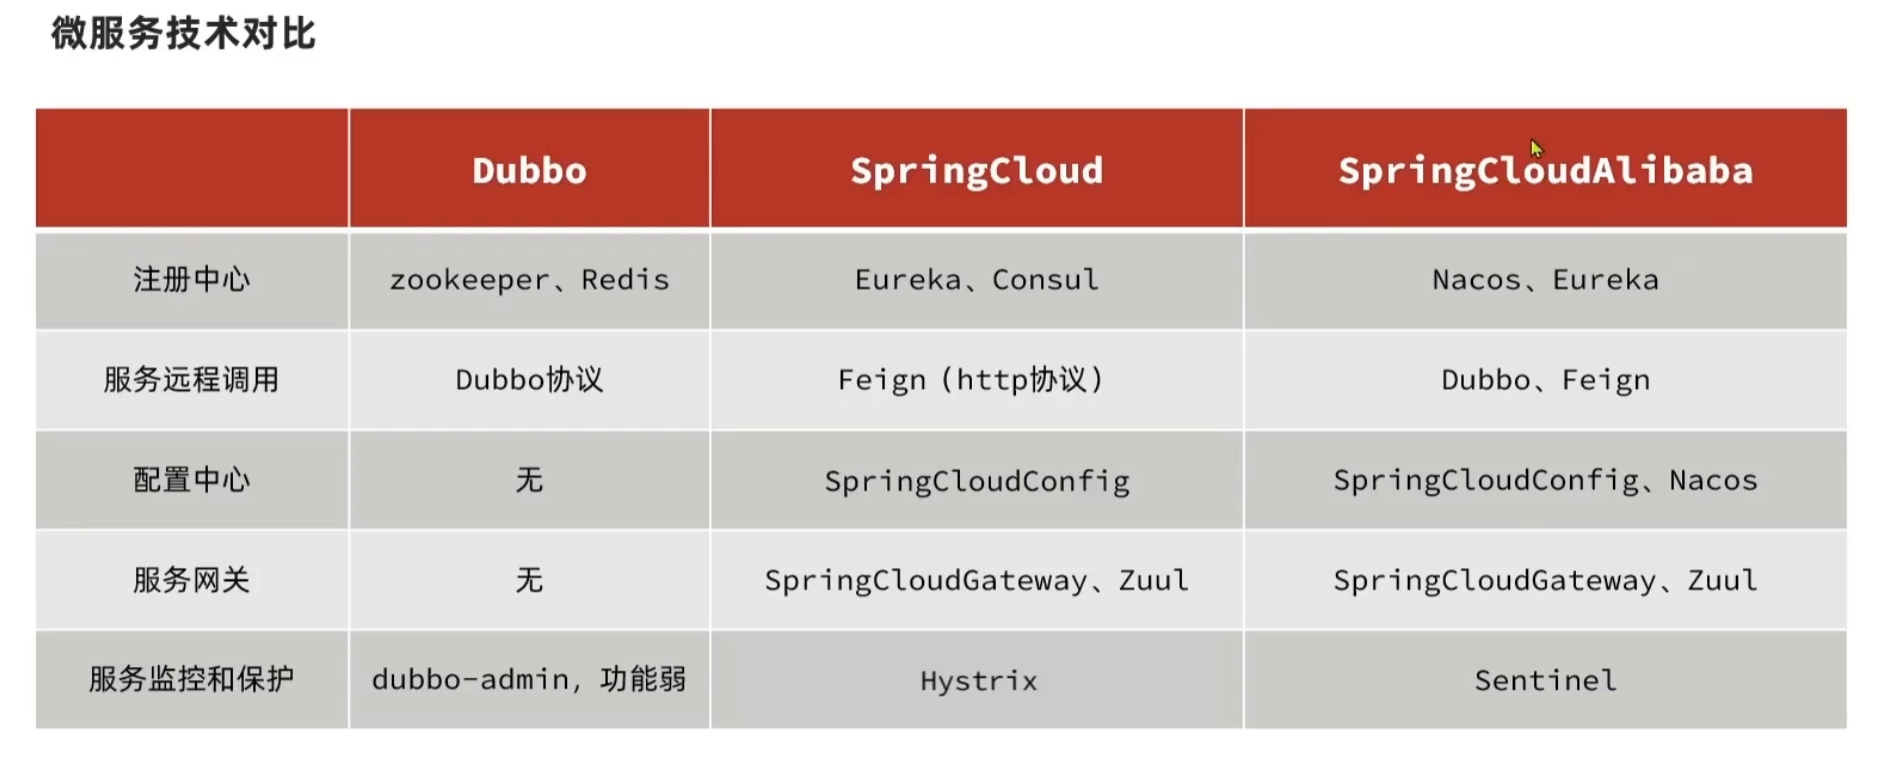 微服务技术对比
Dubbo SpringCloud SpringCloudAlibaba
注册中心 zookeeper、Redis Eureka、Consul Nacos、Eureka
服务远程调用 Dubbo协议 Feign（http协议） Dubbo、Feign
配置中心 无 SpringCloudConfig SpringCloudConfig、Nacos
服务网关 无 SpringCloudGateway、Zuul SpringCloudGateway、Zuul
服务监控和保护 dubbo-admin，功能弱 Hystrix Sentinel